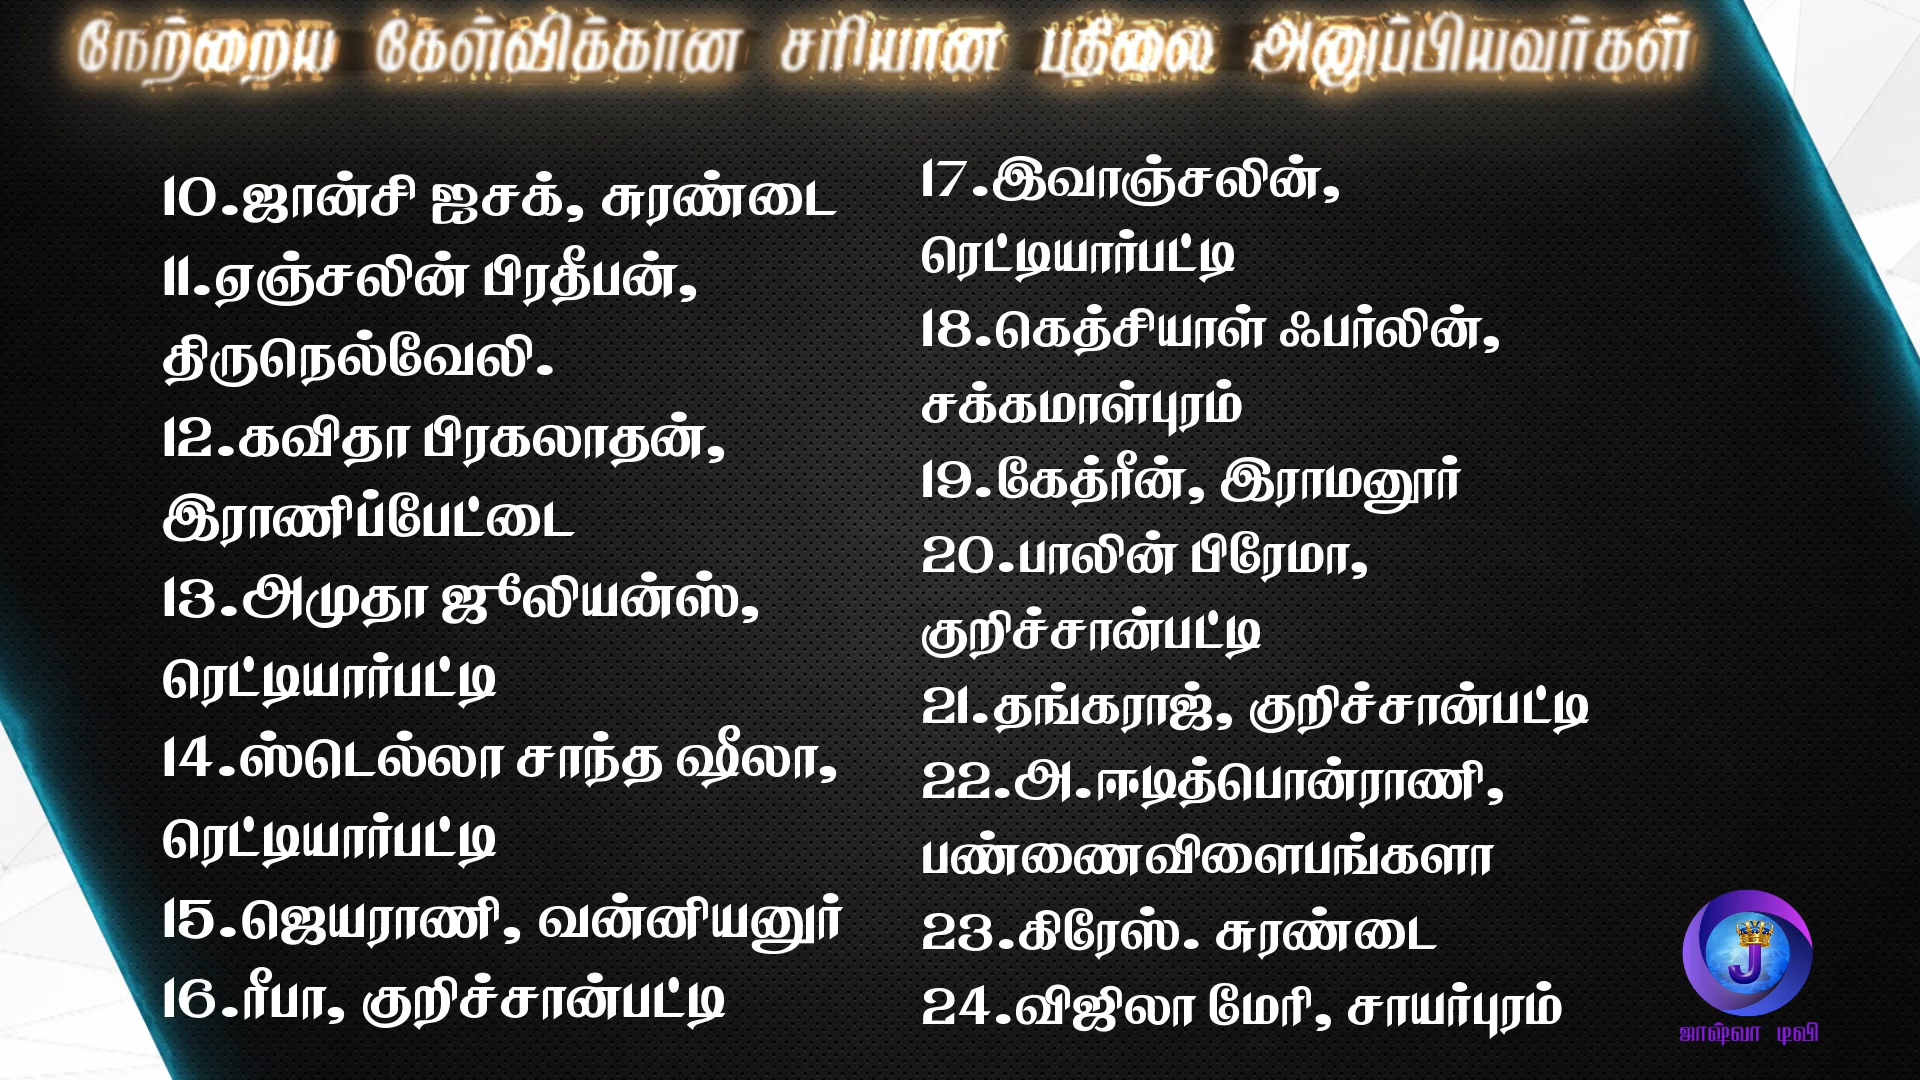 நேற்றைய கேள்விக்கான சரியான பதிலை அனுப்பியவர்கள்
10.ஜான்சி ஐசக், சுரண்டை
11.ஏஞ்சலின் பிரதீபன்,
திருநெல்வேலி.
12.கவிதா பிரகலாதன்,
இராணிப்பேட்டை
13.அமுதா ஜூலியன்ஸ்,
ரெட்டியார்பட்டி
14.ஸ்டெல்லா சாந்த ஷீலா,
ரெட்டியார்பட்டி
15.ஜெயராணி, வன்னியனுர்
16.ரீபா, குறிச்சான்பட்டி
17.இவாஞ்சலின்,
ரெட்டியார்பட்டி
18.கெத்சியாள் ஃபர்லின்,
சக்கமாள்புரம்
19.கேத்ரீன், இராமனூர்
20.பாலின் பிரேமா,
குறிச்சான்பட்டி
21.தங்கராஜ், குறிச்சான்பட்டி
22.அ.ஈடித்பொன்ராணி,
பண்ணைவிளைபங்களா
23.கிரேஸ். சுரண்டை
24.விஜிலா மேரி, சாயர்புரம்
J
ஜாஷ்வா டிவி